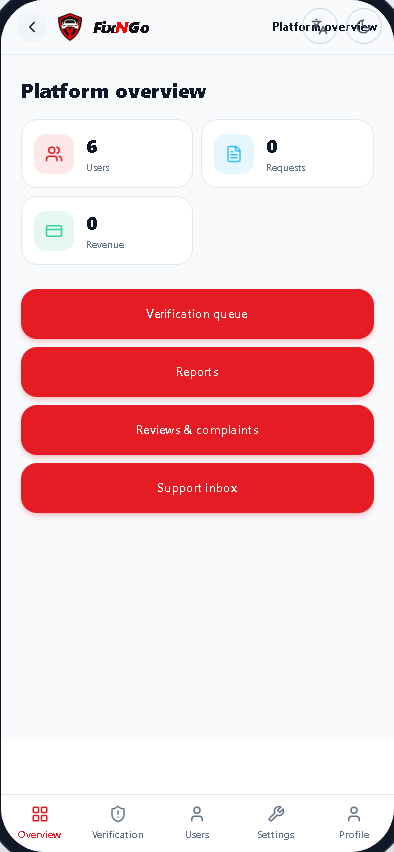 FixNGo
Platform overview
Platform overview
6
Users
0
Requests
0
Revenue
Verification queue
Reports
Reviews & complaints
Support inbox
Overview
Verification
Users
Settings
Profile